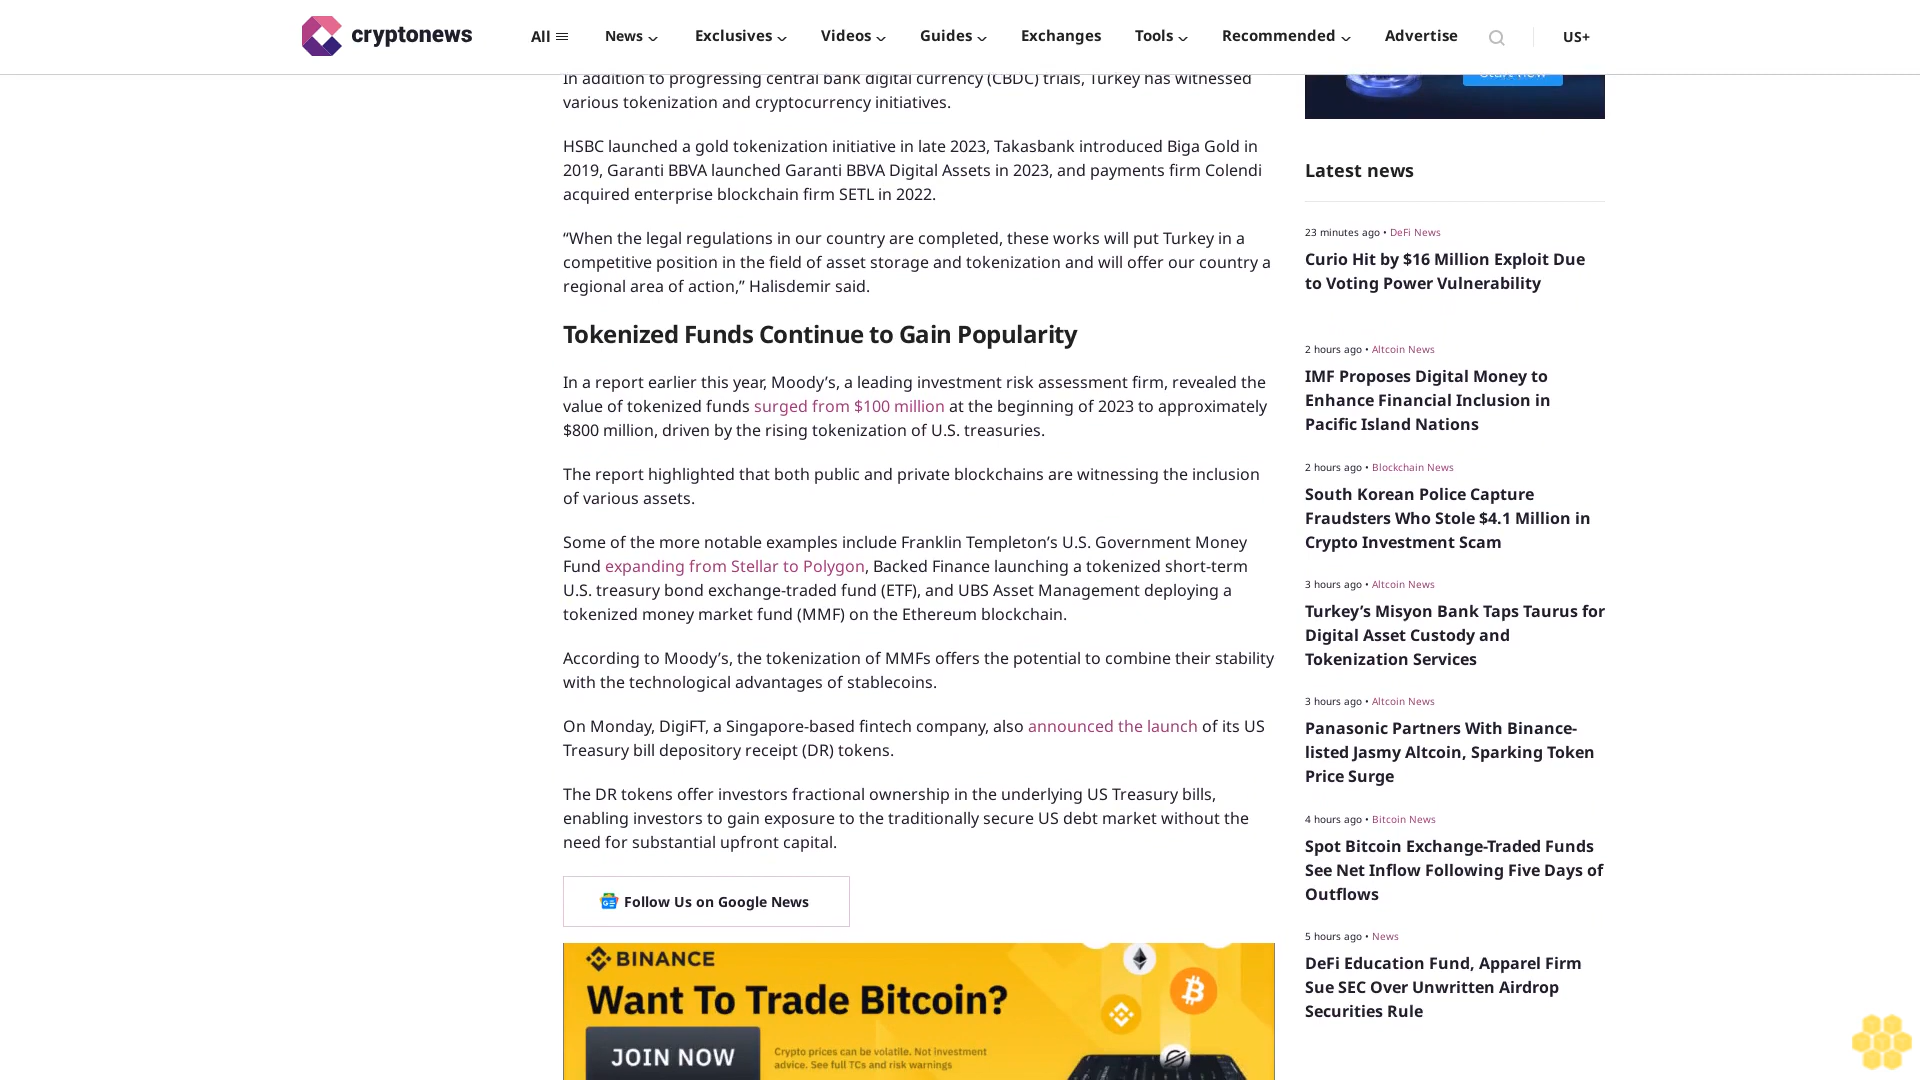 cryptonews
All
News
Exclusives
Videos
Guides
Exchanges
Tools
Recommended
Advertise
US+
In addition to progressing central bank digital currency (CBDC) trials, Turkey has witnessed
various tokenization and cryptocurrency initiatives.
HSBC launched a gold tokenization initiative in late 2023, Takasbank introduced Biga Gold in
2019, Garanti BBVA launched Garanti BBVA Digital Assets in 2023, and payments firm Colendi
acquired enterprise blockchain firm SETL in 2022.
“When the legal regulations in our country are completed, these works will put Turkey in a
competitive position in the field of asset storage and tokenization and will offer our country a
regional area of action,” Halisdemir said.
Tokenized Funds Continue to Gain Popularity
In a report earlier this year, Moody’s, a leading investment risk assessment firm, revealed the
value of tokenized funds surged from $100 million at the beginning of 2023 to approximately
$800 million, driven by the rising tokenization of U.S. treasuries.
The report highlighted that both public and private blockchains are witnessing the inclusion
of various assets.
Some of the more notable examples include Franklin Templeton’s U.S. Government Money
Fund expanding from Stellar to Polygon, Backed Finance launching a tokenized short-term
U.S. treasury bond exchange-traded fund (ETF), and UBS Asset Management deploying a
tokenized money market fund (MMF) on the Ethereum blockchain.
According to Moody’s, the tokenization of MMFs offers the potential to combine their stability
with the technological advantages of stablecoins.
On Monday, DigiFT, a Singapore-based fintech company, also announced the launch of its US
Treasury bill depository receipt (DR) tokens.
The DR tokens offer investors fractional ownership in the underlying US Treasury bills,
enabling investors to gain exposure to the traditionally secure US debt market without the
need for substantial upfront capital.
Follow Us on Google News
BINANCE
Want To Trade Bitcoin?
JOIN NOW
Crypto prices can be volatile. Not investment
advice. See full TCs and risk warnings
Start now
Latest news
23 minutes ago • DeFi News
Curio Hit by $16 Million Exploit Due
to Voting Power Vulnerability
2 hours ago • Altcoin News
IMF Proposes Digital Money to
Enhance Financial Inclusion in
Pacific Island Nations
2 hours ago • Blockchain News
South Korean Police Capture
Fraudsters Who Stole $4.1 Million in
Crypto Investment Scam
3 hours ago • Altcoin News
Turkey’s Misyon Bank Taps Taurus for
Digital Asset Custody and
Tokenization Services
3 hours ago • Altcoin News
Panasonic Partners With Binance-
listed Jasmy Altcoin, Sparking Token
Price Surge
4 hours ago • Bitcoin News
Spot Bitcoin Exchange-Traded Funds
See Net Inflow Following Five Days of
Outflows
5 hours ago • News
DeFi Education Fund, Apparel Firm
Sue SEC Over Unwritten Airdrop
Securities Rule